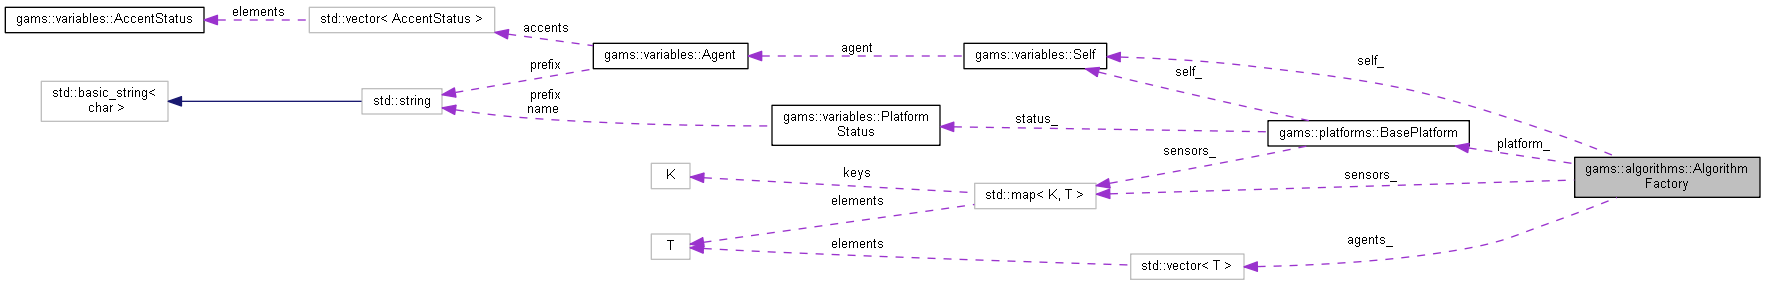 gams::variables::AccentStatus
elements
std::vector< AccentStatus >
accents
gams::variables::Agent
agent
gams::variables::Self
self_
prefix
self_
std::basic_string<
char >
std::string
prefix
name
gams::variables::Platform
Status
status_
gams::platforms::BasePlatform
platform_
sensors_
gams::algorithms::Algorithm
Factory
K
keys
std::map< K, T >
sensors_
elements
T
elements
std::vector< T >
agents_